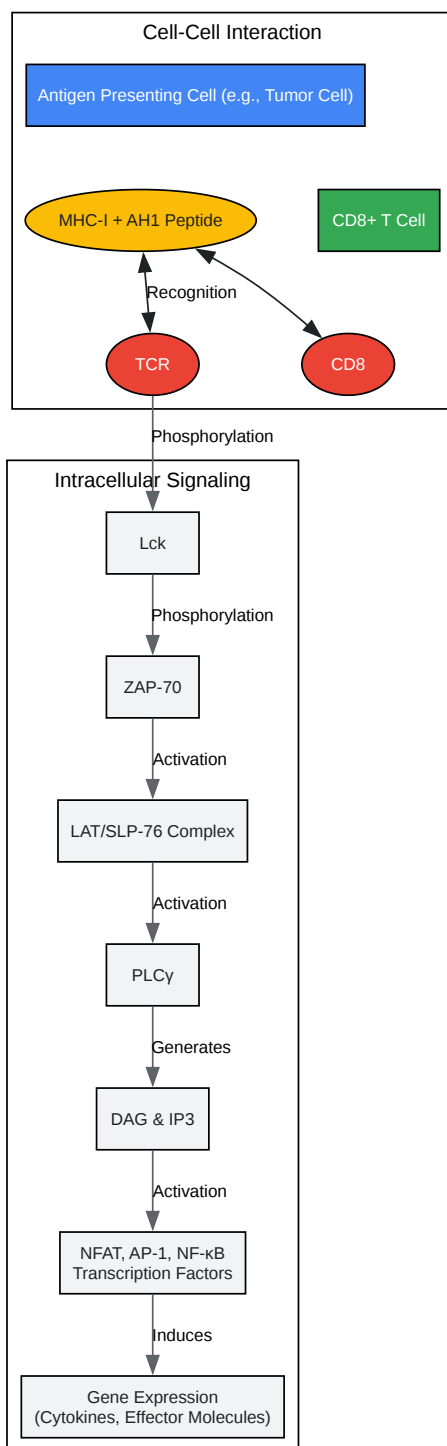 Cell-Cell Interaction
Antigen Presenting Cell (e.g., Tumor Cell)
MHC-I + AH1 Peptide
CD8+ T Cell
Recognition
TCR
CD8
Phosphorylation
Intracellular Signaling
Lck
Phosphorylation
ZAP-70
Activation
LAT/SLP-76 Complex
Activation
PLCγ
Generates
DAG & IP3
Activation
NFAT, AP-1, NF-κB
Transcription Factors
Induces
Gene Expression
(Cytokines, Effector Molecules)